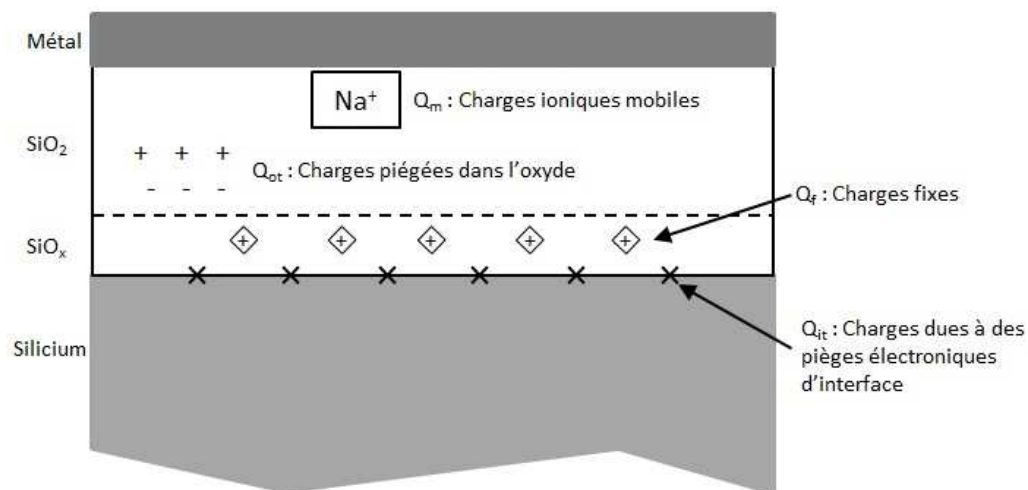 Métal
Na⁺
Qₘ : Charges ioniques mobiles
SiO₂
+ + +
Qₒₜ : Charges piégées dans l'oxyde
- - -
Q_f : Charges fixes
SiOₓ
+ + + + +
Silicium
Qᵢₜ : Charges dues à des
pièges électroniques
d'interface